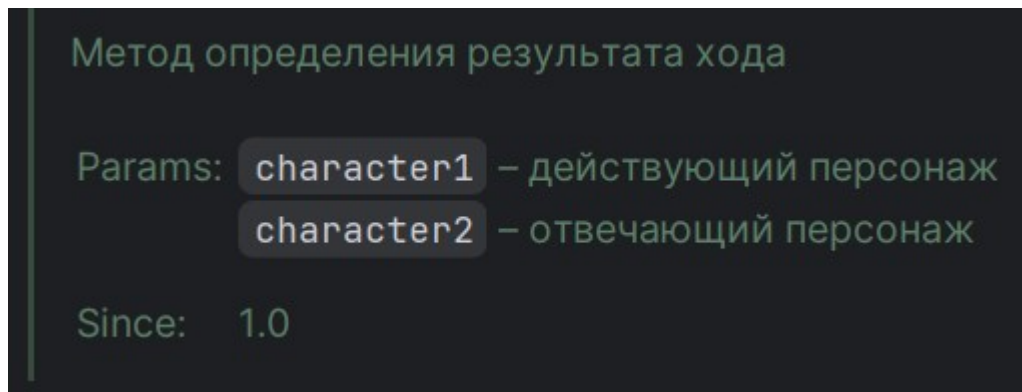 Метод определения результата хода
Params: character1 – действующий персонаж
character2 – отвечающий персонаж
Since: 1.0